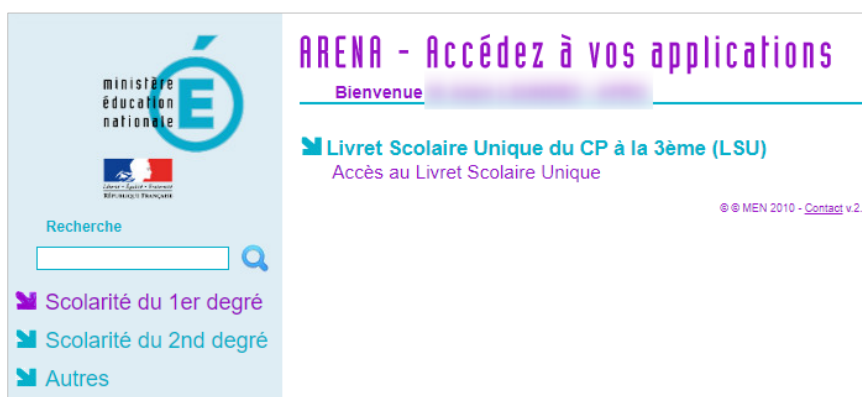 ministère
éducation
nationale
É
Liberté • Égalité • Fraternité
RÉPUBLIQUE FRANÇAISE
Recherche
Scolarité du 1er degré
Scolarité du 2nd degré
Autres
ARENA - Accédez à vos applications
Bienvenue
Livret Scolaire Unique du CP à la 3ème (LSU)
Accès au Livret Scolaire Unique
© © MEN 2010 - Contact v.2.